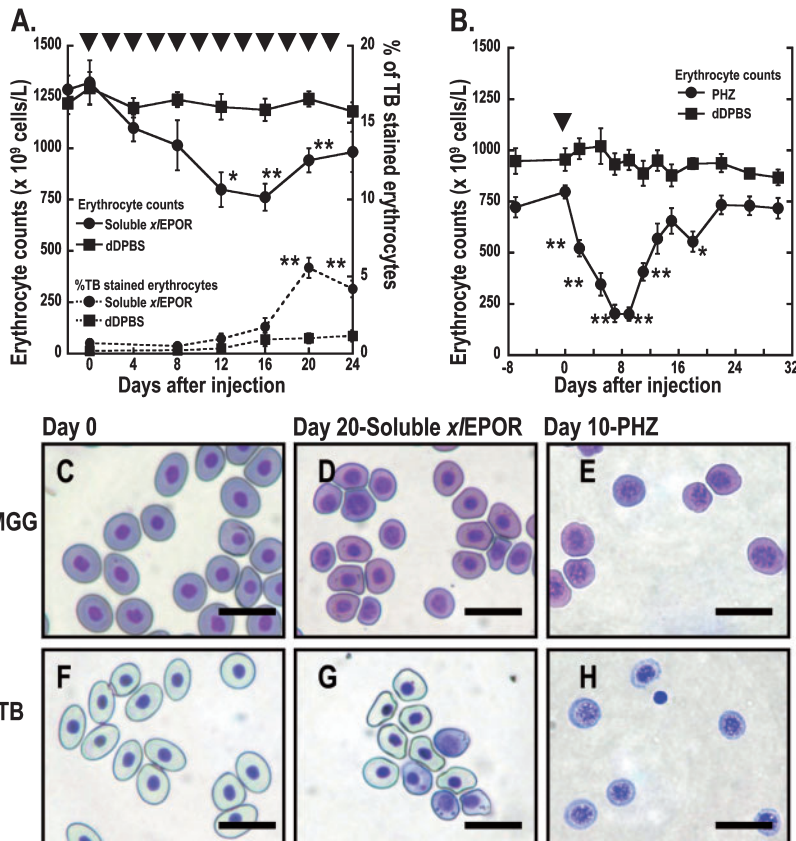 A.
1500
1250
1000
750
500
250
0
Erythrocyte counts (x 10⁹ cells/L)
20
15
10
5
0
% of TB stained erythrocytes
* ** **
** **
Erythrocyte counts
Soluble xlEPOR
dDPBS
%TB stained erythrocytes
Soluble xlEPOR
dDPBS
0 4 8 12 16 20 24
Days after injection
B.
1500
1250
1000
750
500
250
0
Erythrocyte counts (x 10⁹ cells/L)
Erythrocyte counts
PHZ
dDPBS
** ** ** ** ** *
-8 0 8 16 24 32
Days after injection
Day 0 Day 20-Soluble xlEPOR Day 10-PHZ
MGG
C D E
TB
F G H